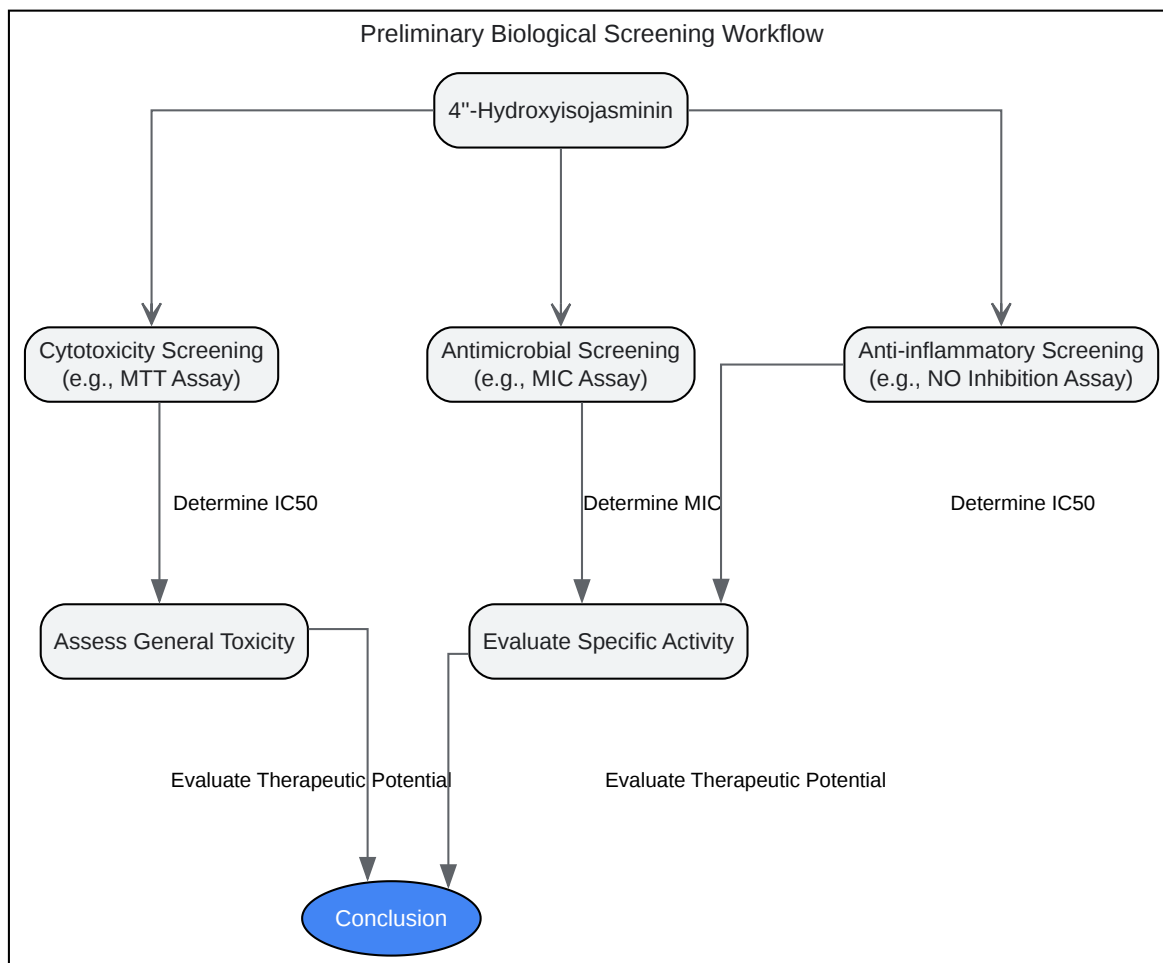 Preliminary Biological Screening Workflow
4"-Hydroxyisojasminin
Cytotoxicity Screening
(e.g., MTT Assay)
Antimicrobial Screening
(e.g., MIC Assay)
Anti-inflammatory Screening
(e.g., NO Inhibition Assay)
Determine IC50
Determine MIC
Determine IC50
Assess General Toxicity
Evaluate Specific Activity
Evaluate Therapeutic Potential
Evaluate Therapeutic Potential
Conclusion